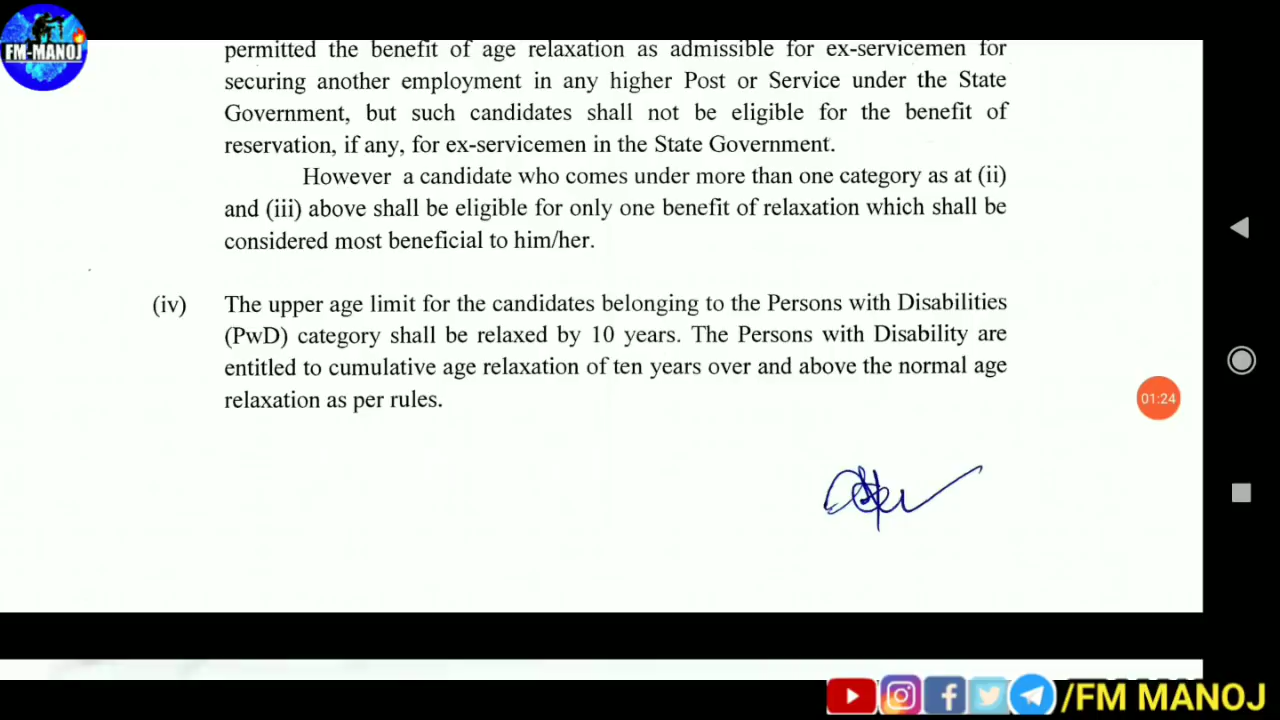 FM-MANOJ
permitted the benefit of age relaxation as admissible for ex-servicemen for
securing another employment in any higher Post or Service under the State
Government, but such candidates shall not be eligible for the benefit of
reservation, if any, for ex-servicemen in the State Government.
However a candidate who comes under more than one category as at (ii)
and (iii) above shall be eligible for only one benefit of relaxation which shall be
considered most beneficial to him/her.
(iv) The upper age limit for the candidates belonging to the Persons with Disabilities
(PwD) category shall be relaxed by 10 years. The Persons with Disability are
entitled to cumulative age relaxation of ten years over and above the normal age
relaxation as per rules.
01:24
/FM MANOJ